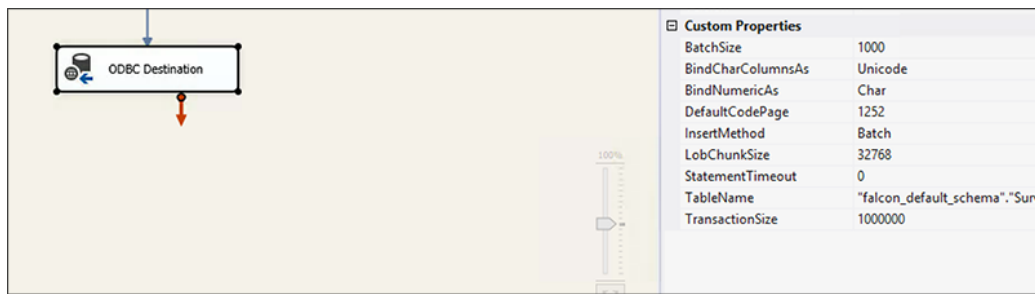 Custom Properties
BatchSize 1000
BindCharColumnsAs Unicode
BindNumericAs Char
DefaultCodePage 1252
InsertMethod Batch
LobChunkSize 32768
StatementTimeout 0
TableName "falcon_default_schema"."Sur
TransactionSize 1000000
ODBC Destination
100%